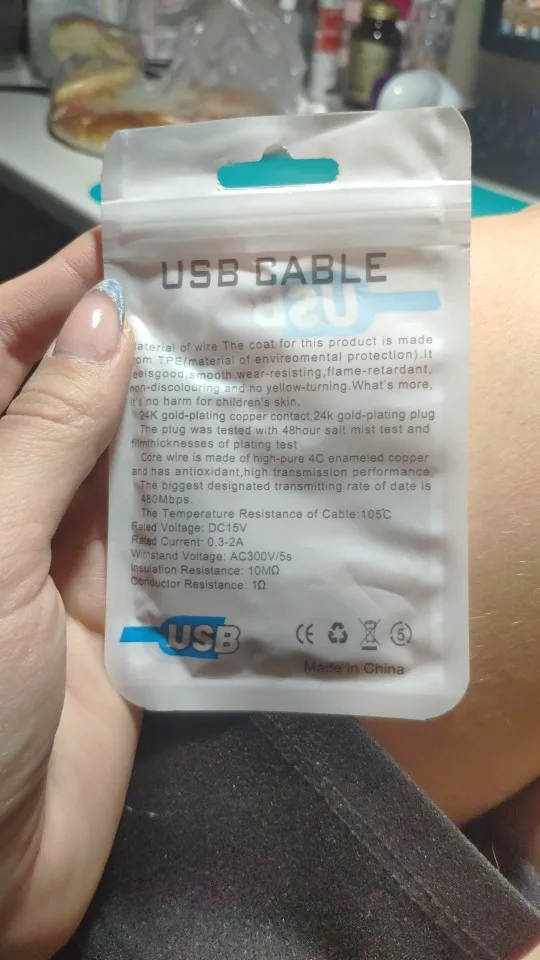 USB CABLE
USB
aterial of wire The coat for this product is made
om TPE(material of envireomental protection).It
eelsgood,smooth,wear-resisting,flame-retardant,
non-discolouring and no yellow-turning.What's more,
it's no harm for children's skin.
24K gold-plating copper contact,24k gold-plating plug
The plug was tested with 48hour salt mist test and
filmthicknesses of plating test
Core wire is made of high-pure 4C enameled copper
and has antioxidant,high transmission performance
The biggest designated transmitting rate of date is
480Mbps.
The Temperature Resistance of Cable:105℃
Rated Voltage: DC15V
Rated Current: 0.3-2A
Withstand Voltage: AC300V/5s
Insulation Resistance: 10MΩ
Conductor Resistance: 1Ω
USB CE 5
Made in China